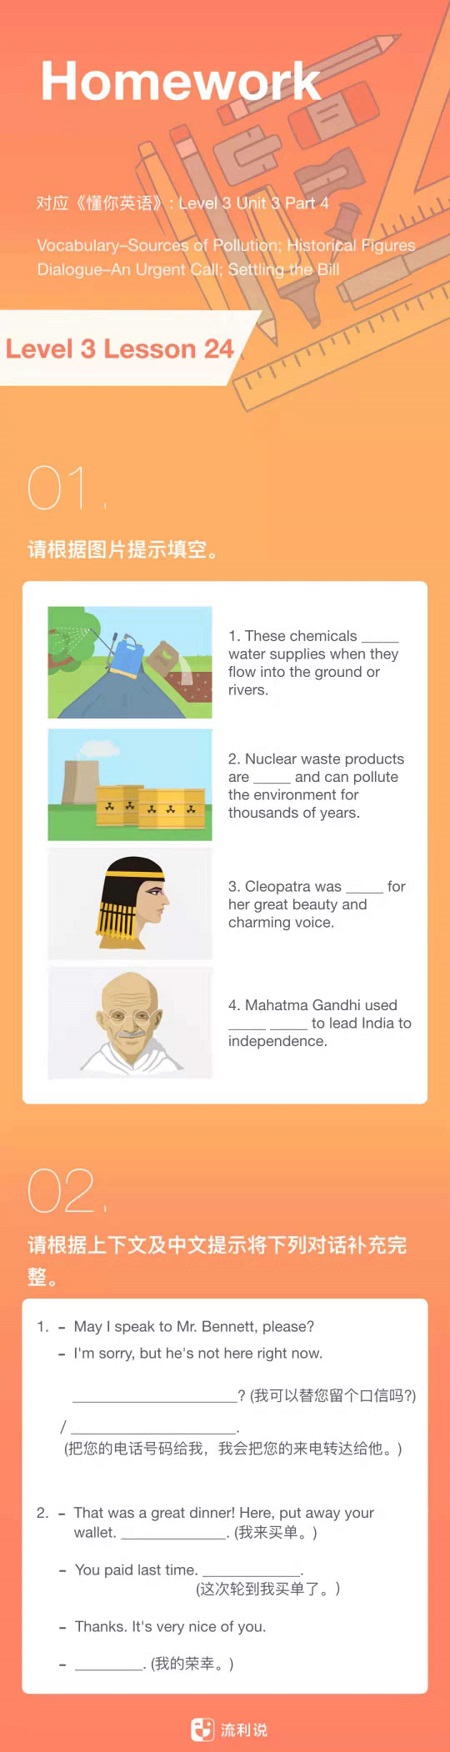 Homework
对应《懂你英语》: Level 3 Unit 3 Part 4
Vocabulary–Sources of Pollution; Historical Figures
Dialogue–An Urgent Call; Settling the Bill
Level 3 Lesson 24
01.
请根据图片提示填空。
1. These chemicals _____
water supplies when they
flow into the ground or
rivers.
2. Nuclear waste products
are _____ and can pollute
the environment for
thousands of years.
3. Cleopatra was _____ for
her great beauty and
charming voice.
4. Mahatma Gandhi used
_____ _____ to lead India to
independence.
02.
请根据上下文及中文提示将下列对话补充完
整。
1. – May I speak to Mr. Bennett, please?
– I'm sorry, but he's not here right now.
______________________? (我可以替您留个口信吗?)
/ ______________________.
(把您的电话号码给我，我会把您的来电转达给他。)
2. – That was a great dinner! Here, put away your
wallet. ______________. (我来买单。)
– You paid last time. _____________.
(这次轮到我买单了。)
– Thanks. It's very nice of you.
– _________. (我的荣幸。)
流利说